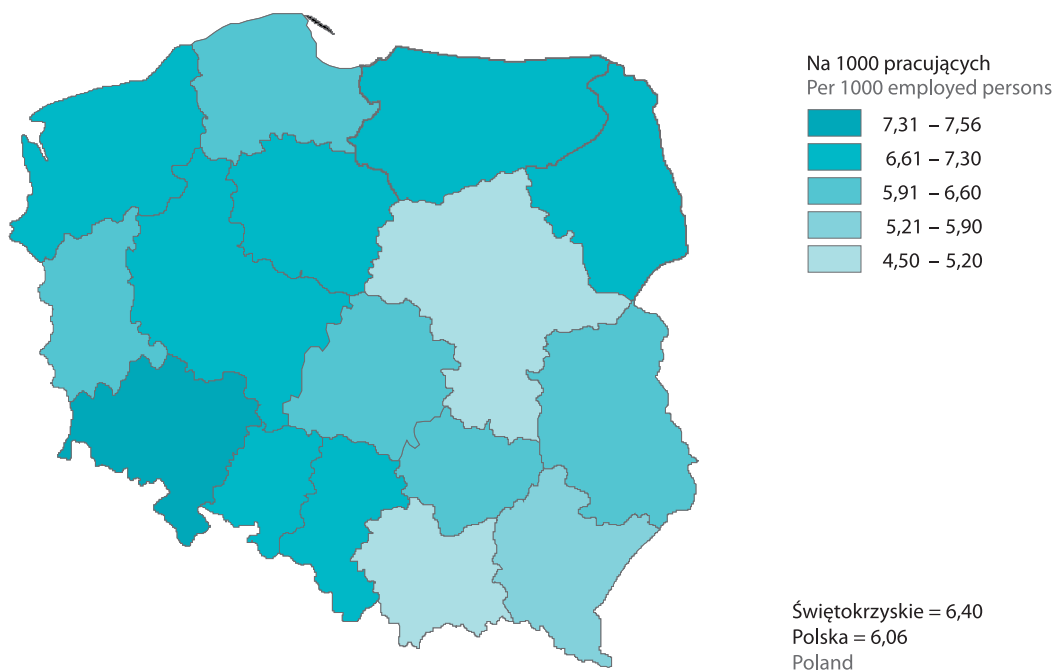 Na 1000 pracujących
Per 1000 employed persons
7,31 – 7,56
6,61 – 7,30
5,91 – 6,60
5,21 – 5,90
4,50 – 5,20
Świętokrzyskie = 6,40
Polska = 6,06
Poland